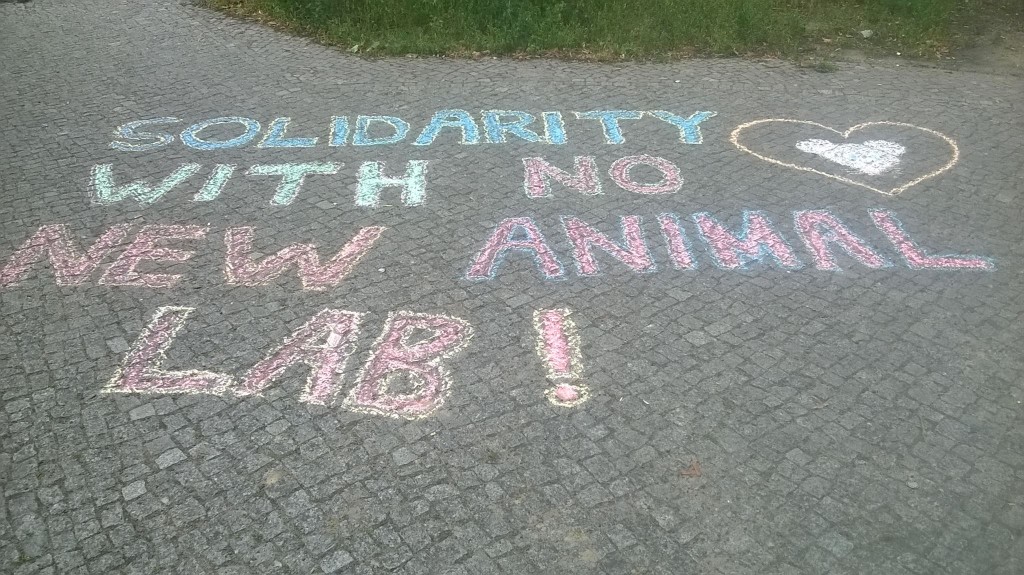 SOLIDARITY
WITH NO
NEW ANIMAL
LAB !